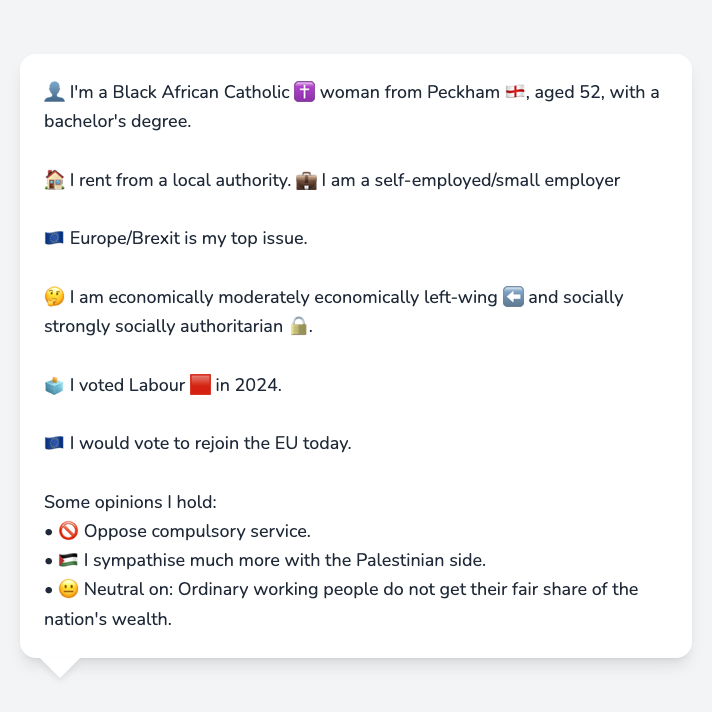 👤 I'm a Black African Catholic ✝️ woman from Peckham 🏴󠁧󠁢󠁥󠁮󠁧󠁿, aged 52, with a
bachelor's degree.
🏠 I rent from a local authority. 💼 I am a self-employed/small employer
🇪🇺 Europe/Brexit is my top issue.
🤔 I am economically moderately economically left-wing ⬅️ and socially
strongly socially authoritarian 🔒.
🗳️ I voted Labour 🟥 in 2024.
🇪🇺 I would vote to rejoin the EU today.
Some opinions I hold:
• 🚫 Oppose compulsory service.
• 🇵🇸 I sympathise much more with the Palestinian side.
• 😐 Neutral on: Ordinary working people do not get their fair share of the
nation's wealth.